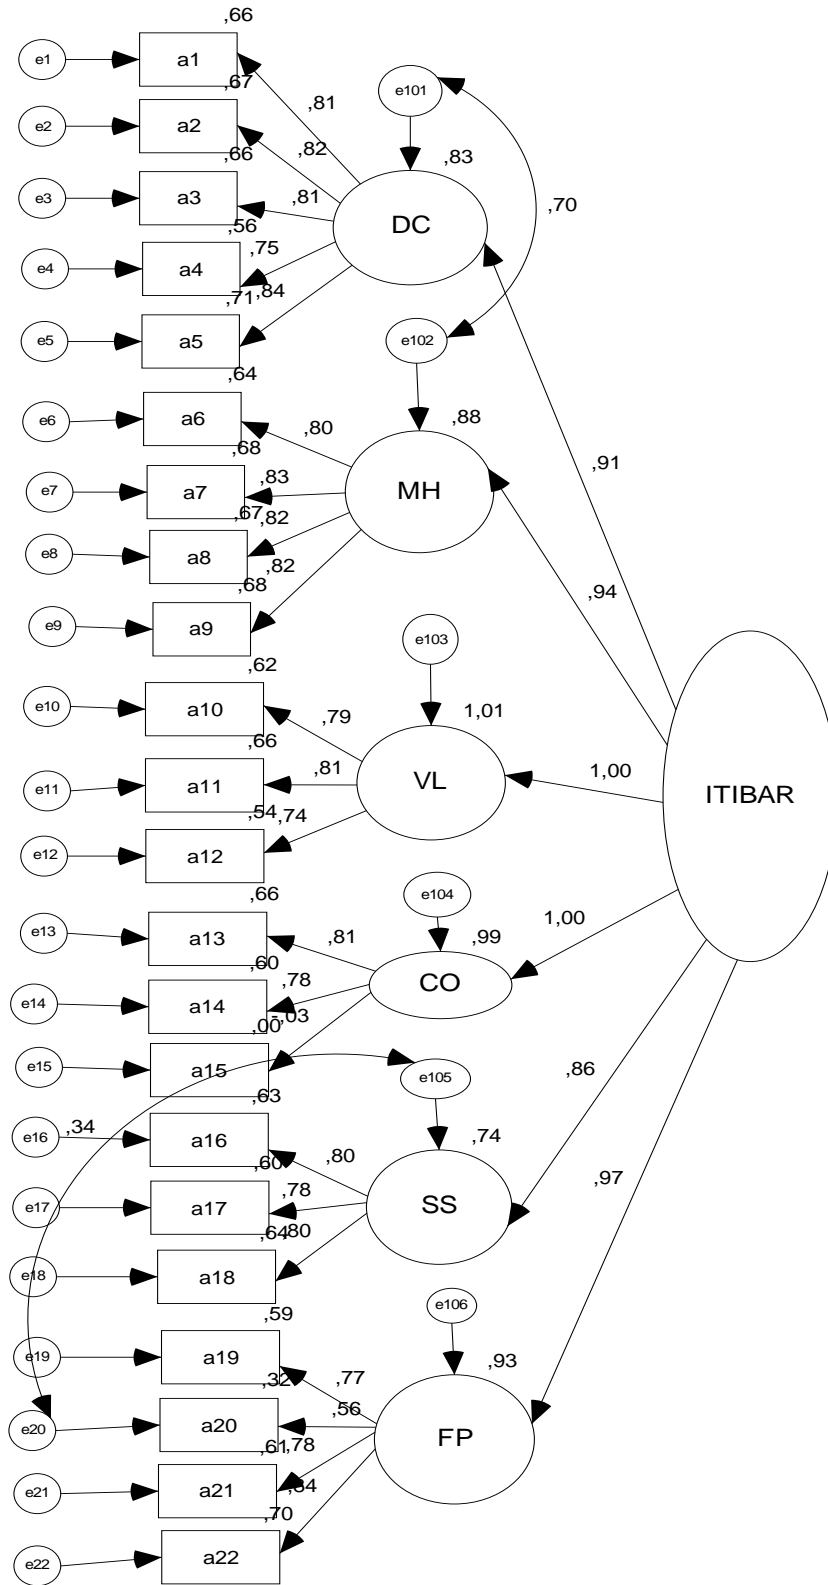 ,66
e1 a1
,67 ,81 e101
e2 a2
,66 ,82 ,83
e3 a3 ,81 ,70
,56 DC
e4 a4 ,75
,71 ,84
e5 a5 e102
,64
e6 a6 ,80 ,88
,68 ,91
e7 a7 ,83 MH
,67 ,82
e8 a8 ,82
,68 ,94
e9 a9 e103
,62
e10 a10 ,79 1,01
,66
e11 a11 ,81 VL 1,00 ITIBAR
,54 ,74
e12 a12
,66 e104
e13 a13 ,81 ,99 1,00
,60
e14 a14 ,78 CO
,00 -,03
e15 a15 e105 ,86
,63
e16 ,34 a16 ,80 ,74
,60 ,97
e17 a17 ,78 SS
,64 ,80
e18 a18
,59 e106
e19 a19 ,93
,32 ,77
e20 a20 ,56 FP
,61 ,78
e21 a21 ,84
,70
e22 a22